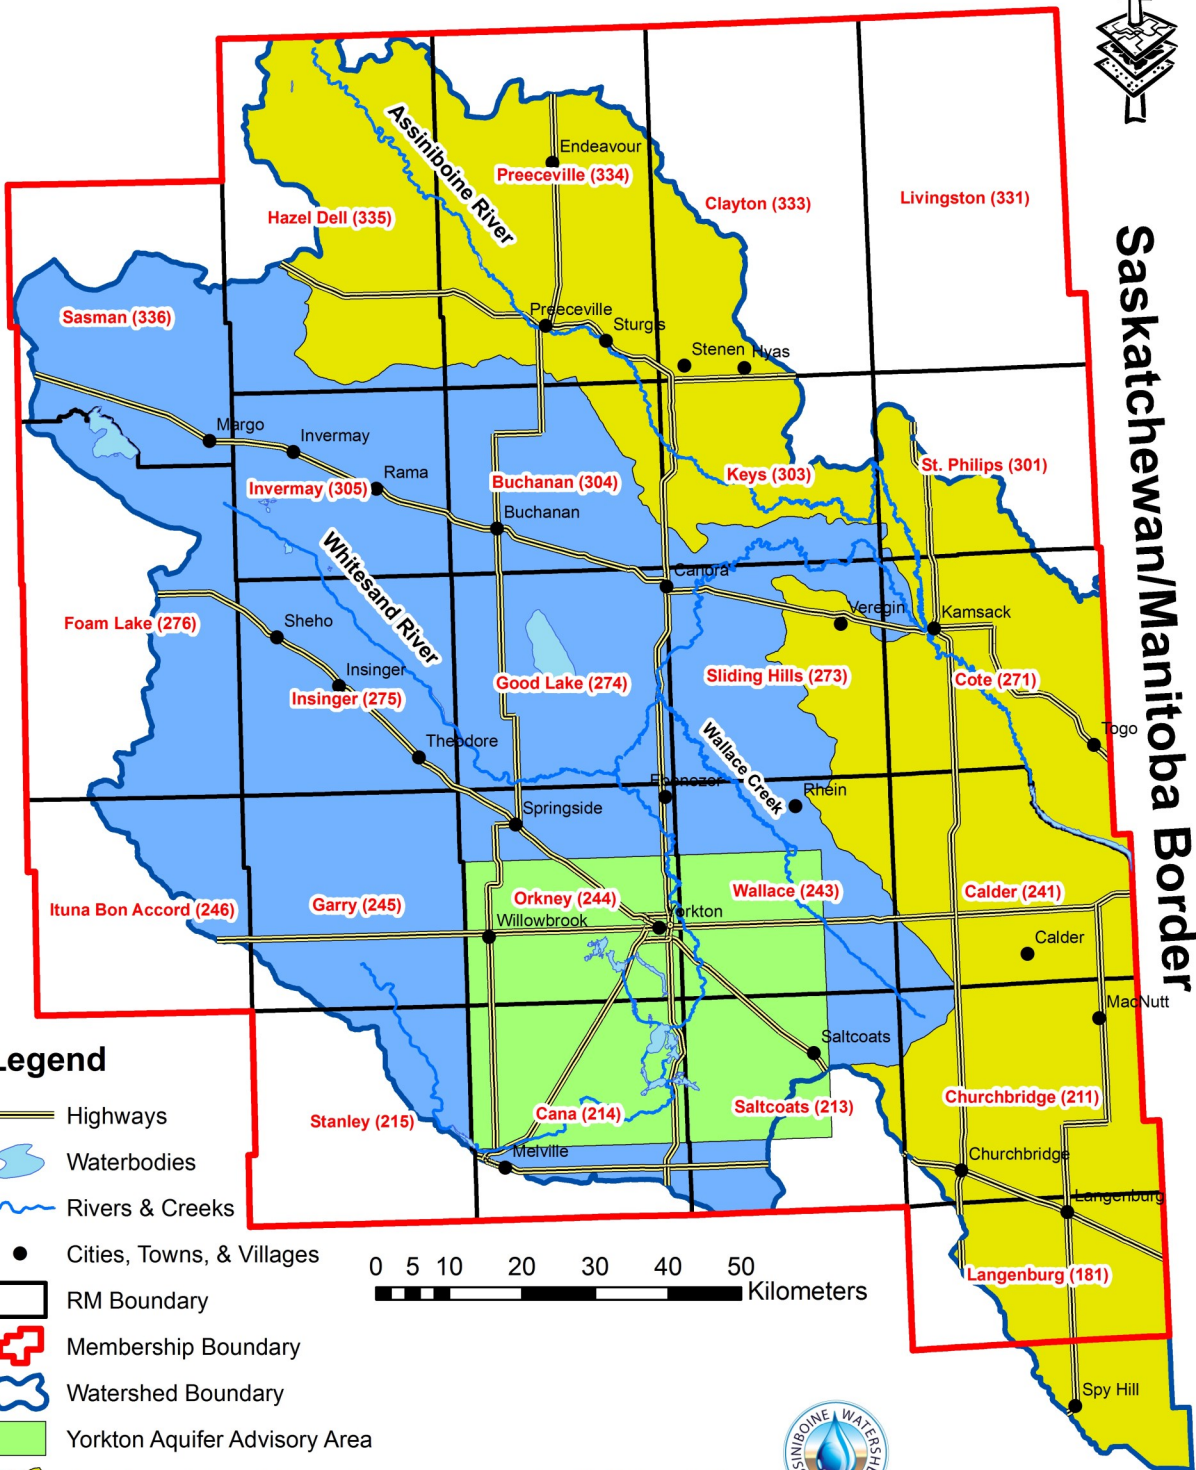 Assiniboine River
Endeavour
Preeceville (334)
Hazel Dell (335)
Clayton (333)
Livingston (331)
Saskatchewan/Manitoba Border
Sasman (336)
Preeceville
Sturgis
Stenen
Hyas
Margo
Invermay
Rama
Invermay (305)
Buchanan (304)
Keys (303)
St. Philips (301)
Buchanan
Whitesand River
Canora
Veregin
Kamsack
Foam Lake (276)
Sheho
Insinger
Insinger (275)
Good Lake (274)
Sliding Hills (273)
Cote (271)
Togo
Theodore
Wallace Creek
Ebenezer
Rhein
Springside
Ituna Bon Accord (246)
Garry (245)
Orkney (244)
Wallace (243)
Calder (241)
Willowbrook
Yorkton
Calder
MacNutt
Saltcoats
Stanley (215)
Cana (214)
Saltcoats (213)
Churchbridge (211)
Melville
Churchbridge
Langenburg
Langenburg (181)
Spy Hill
Legend
Highways
Waterbodies
Rivers & Creeks
Cities, Towns, & Villages
RM Boundary
Membership Boundary
Watershed Boundary
Yorkton Aquifer Advisory Area
0 5 10 20 30 40 50
Kilometers
SINIBOINE WATERSHE